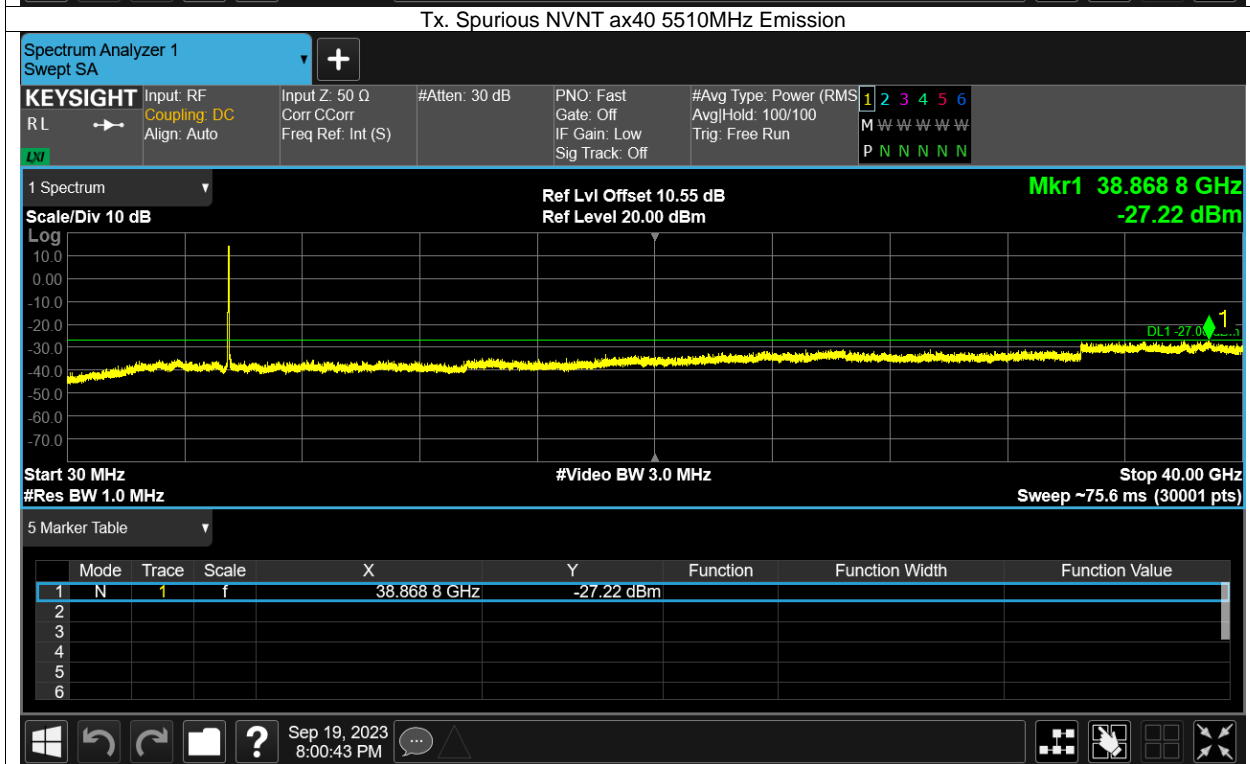 Tx. Spurious NVNT ax40 5510MHz Emission
Spectrum Analyzer 1
Swept SA
+
KEYSIGHT Input: RF Input Z: 50 Ω #Atten: 30 dB PNO: Fast #Avg Type: Power (RMS 1 2 3 4 5 6
R L Coupling: DC Corr CCorr Gate: Off Avg|Hold: 100/100 M W W W W W
Align: Auto Freq Ref: Int (S) IF Gain: Low Trig: Free Run
LXI Sig Track: Off P N N N N N
1 Spectrum Ref Lvl Offset 10.55 dB Mkr1 38.868 8 GHz
Scale/Div 10 dB Ref Level 20.00 dBm -27.22 dBm
Log
10.0
0.00
-10.0
-20.0 1
DL1 -27.0
-30.0
-40.0
-50.0
-60.0
-70.0
Start 30 MHz #Video BW 3.0 MHz Stop 40.00 GHz
#Res BW 1.0 MHz Sweep ~75.6 ms (30001 pts)
5 Marker Table
Mode Trace Scale X Y Function Function Width Function Value
1 N 1 f 38.868 8 GHz -27.22 dBm
2
3
4
5
6
? Sep 19, 2023
8:00:43 PM